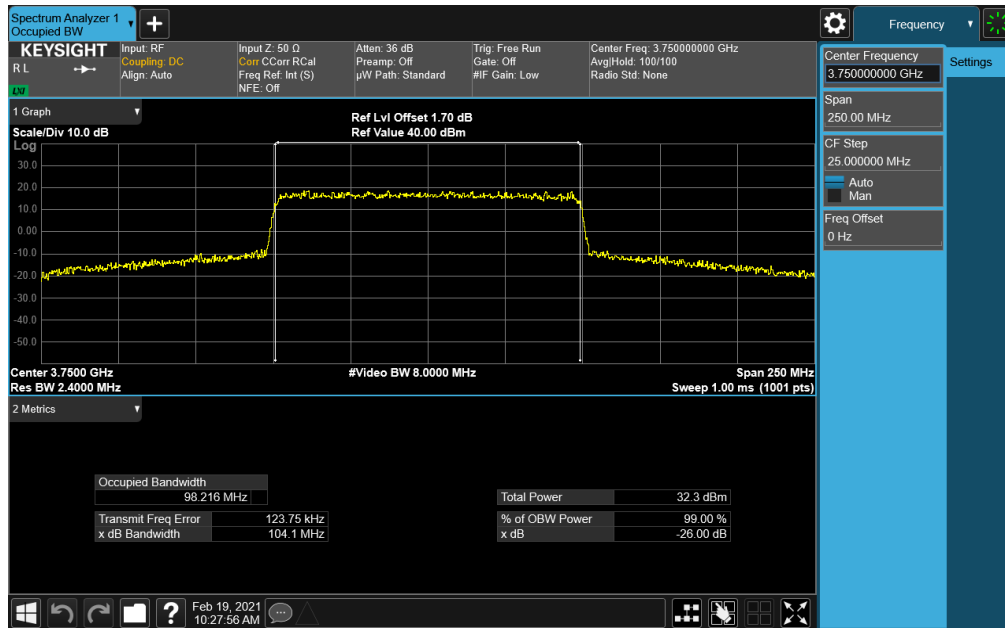 Spectrum Analyzer 1
Occupied BW
Frequency
KEYSIGHT
R L
LXI
Input: RF
Coupling: DC
Align: Auto
Input Z: 50 Ω
Corr CCorr RCal
Freq Ref: Int (S)
NFE: Off
Atten: 36 dB
Preamp: Off
µW Path: Standard
Trig: Free Run
Gate: Off
#IF Gain: Low
Center Freq: 3.750000000 GHz
Avg|Hold: 100/100
Radio Std: None
Center Frequency
3.750000000 GHz
Settings
Span
250.00 MHz
CF Step
25.000000 MHz
Auto
Man
Freq Offset
0 Hz
1 Graph
Scale/Div 10.0 dB
Ref Lvl Offset 1.70 dB
Ref Value 40.00 dBm
Log
30.0
20.0
10.0
0.00
-10.0
-20.0
-30.0
-40.0
-50.0
Center 3.7500 GHz
#Video BW 8.0000 MHz
Span 250 MHz
Res BW 2.4000 MHz
Sweep 1.00 ms (1001 pts)
2 Metrics
Occupied Bandwidth
98.216 MHz
Total Power 32.3 dBm
Transmit Freq Error 123.75 kHz
% of OBW Power 99.00 %
x dB Bandwidth 104.1 MHz
x dB -26.00 dB
?
Feb 19, 2021
10:27:56 AM